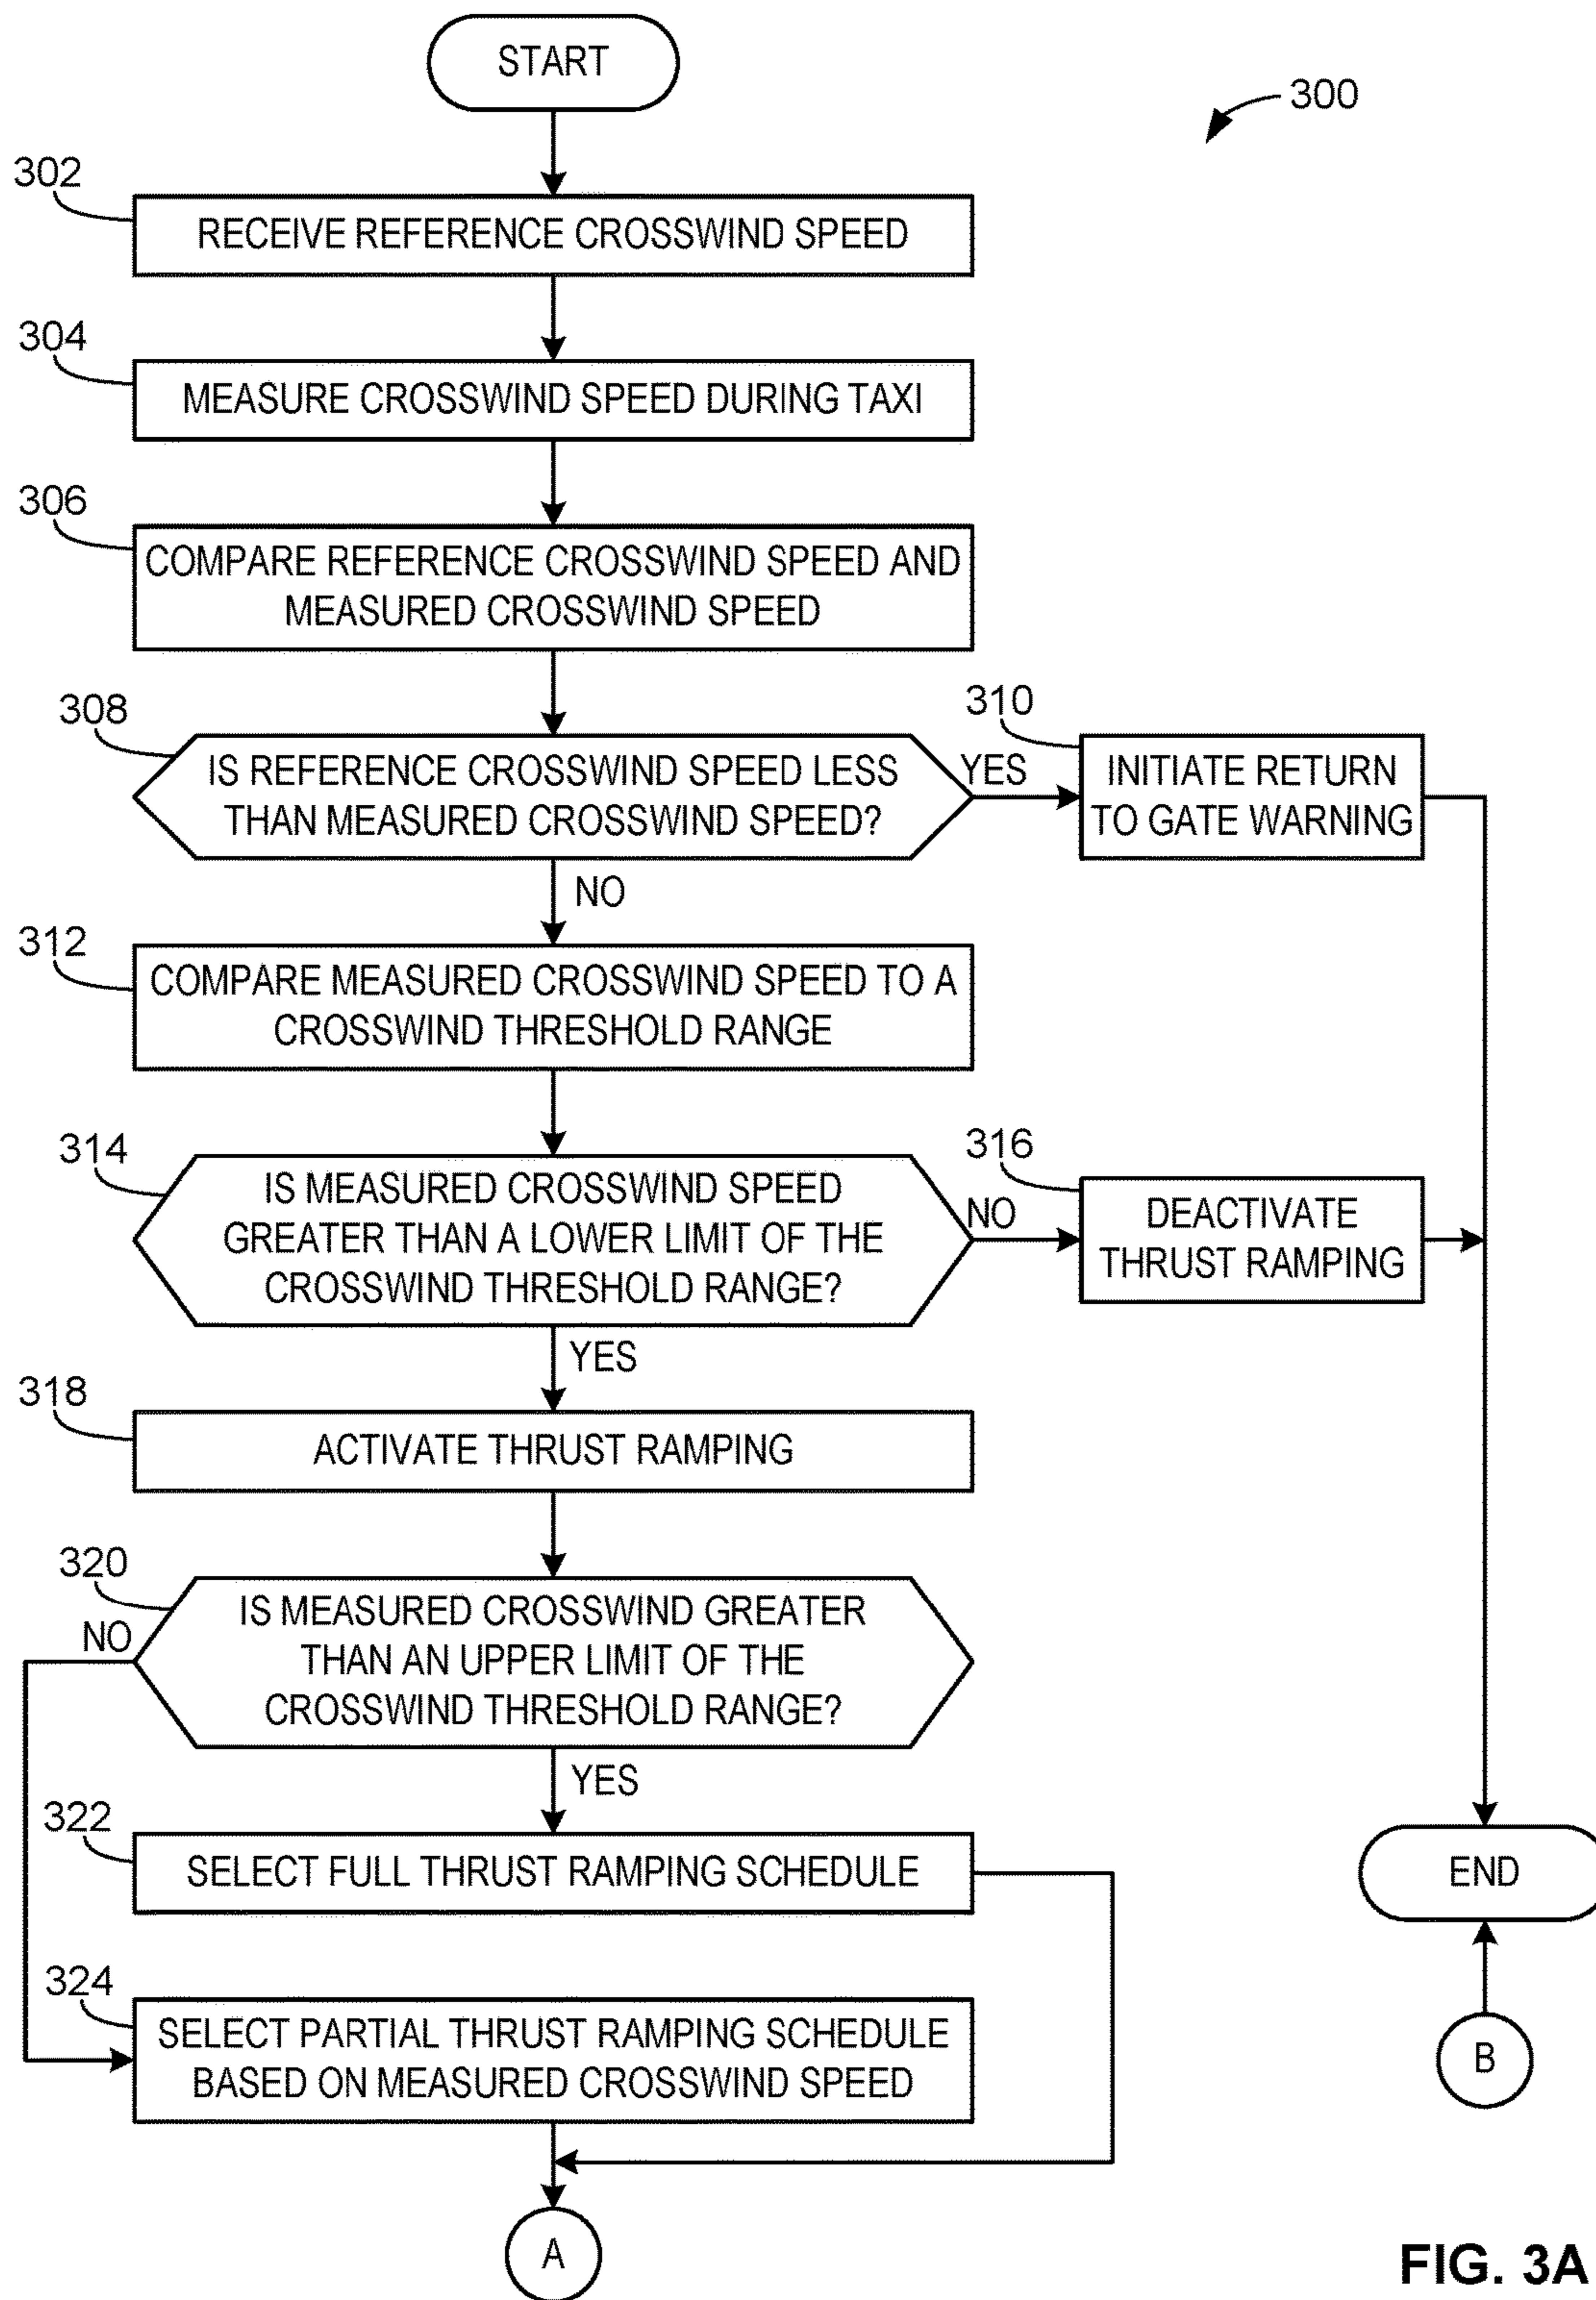 START
300
302
RECEIVE REFERENCE CROSSWIND SPEED
304
MEASURE CROSSWIND SPEED DURING TAXI
306
COMPARE REFERENCE CROSSWIND SPEED AND
MEASURED CROSSWIND SPEED
308
IS REFERENCE CROSSWIND SPEED LESS
THAN MEASURED CROSSWIND SPEED?
YES
310
INITIATE RETURN
TO GATE WARNING
NO
312
COMPARE MEASURED CROSSWIND SPEED TO A
CROSSWIND THRESHOLD RANGE
314
IS MEASURED CROSSWIND SPEED
GREATER THAN A LOWER LIMIT OF THE
CROSSWIND THRESHOLD RANGE?
NO
316
DEACTIVATE
THRUST RAMPING
YES
318
ACTIVATE THRUST RAMPING
320
IS MEASURED CROSSWIND GREATER
THAN AN UPPER LIMIT OF THE
CROSSWIND THRESHOLD RANGE?
NO
YES
322
SELECT FULL THRUST RAMPING SCHEDULE
END
324
SELECT PARTIAL THRUST RAMPING SCHEDULE
BASED ON MEASURED CROSSWIND SPEED
B
A
FIG. 3A